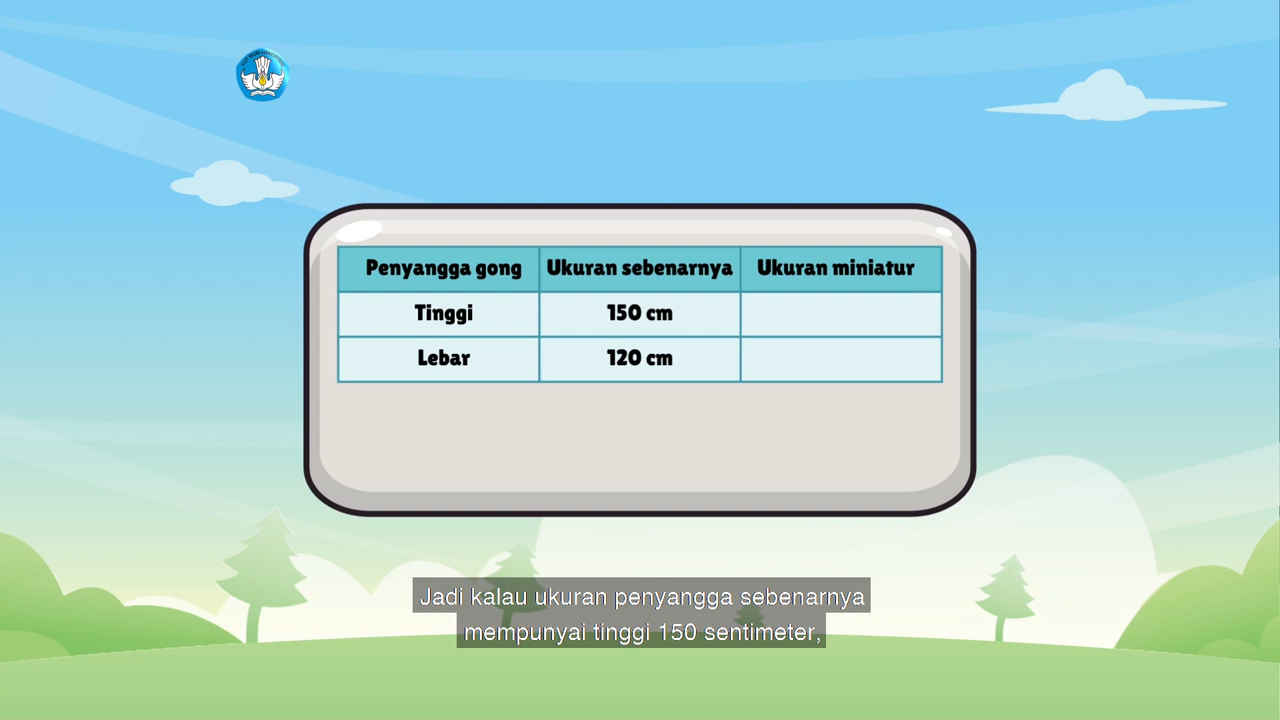 Penyangga gong Ukuran sebenarnya Ukuran miniatur
Tinggi 150 cm
Lebar 120 cm
Jadi kalau ukuran penyangga sebenarnya
mempunyai tinggi 150 sentimeter,